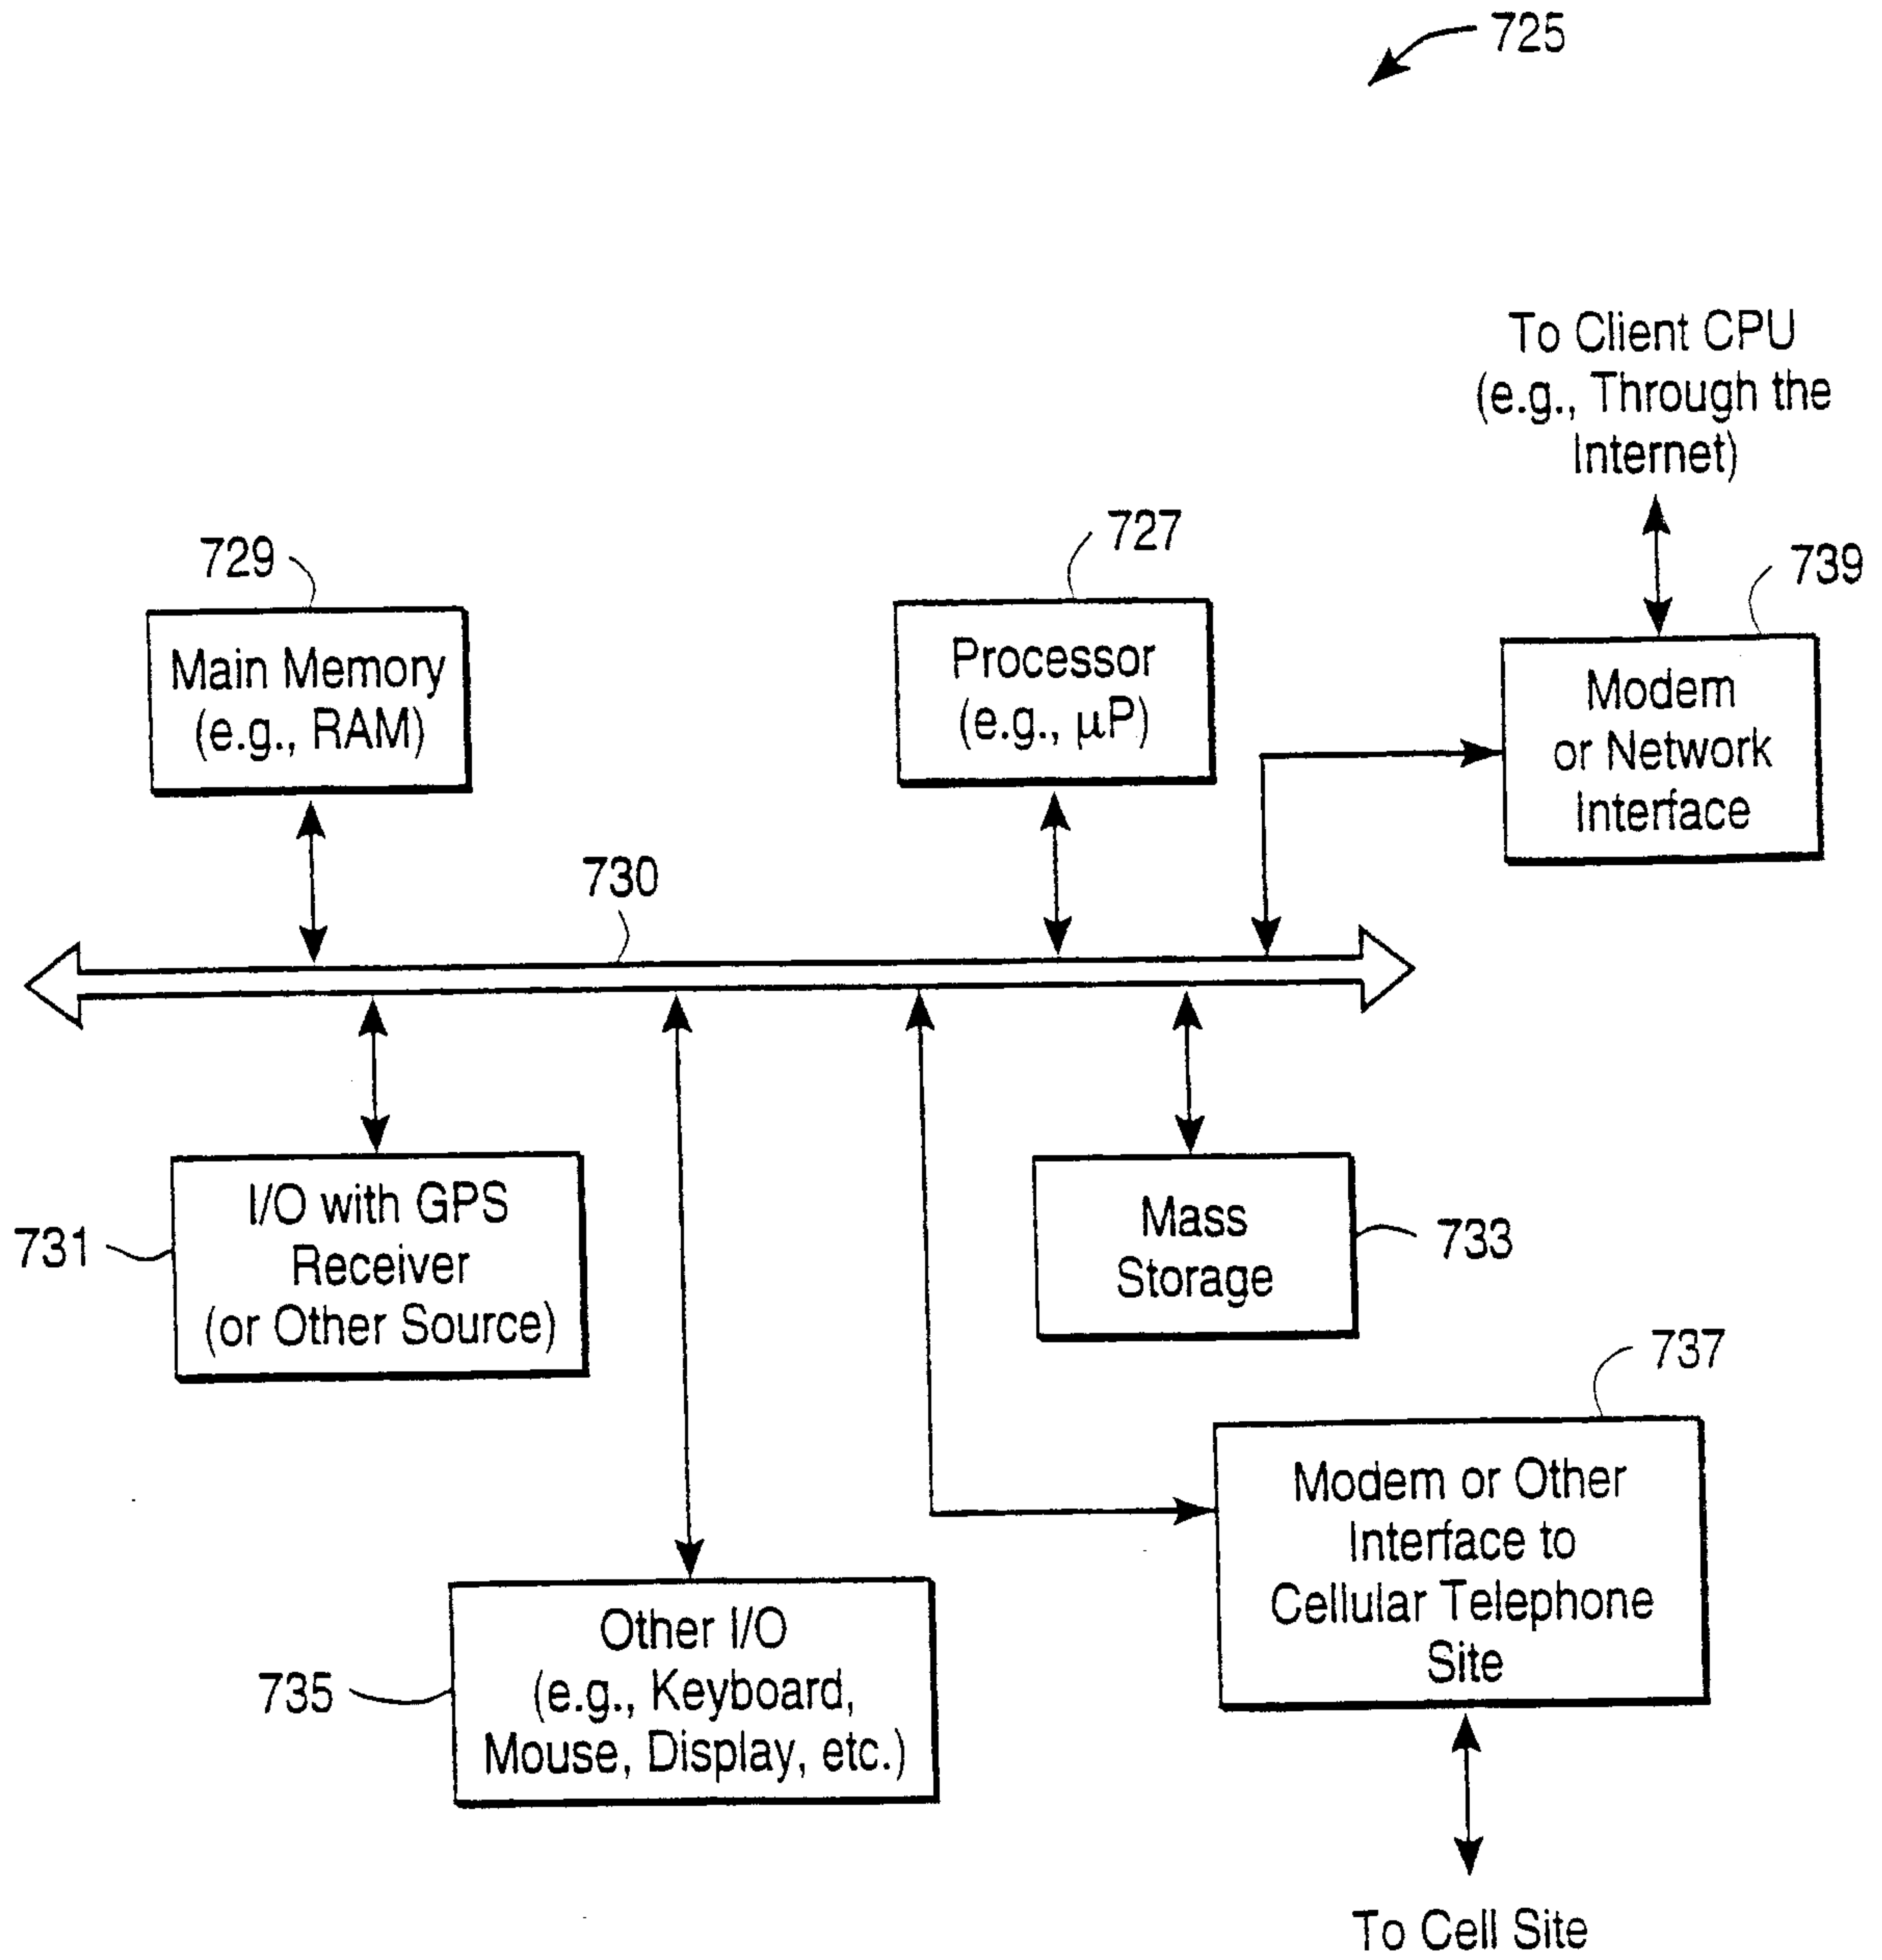 725
To Client CPU
(e.g., Through the
Internet)
729
727
739
Main Memory
(e.g., RAM)
Processor
(e.g., µP)
Modem
or Network
Interface
730
731
I/O with GPS
Receiver
(or Other Source)
Mass
Storage
733
737
Modem or Other
Interface to
Cellular Telephone
Site
735
Other I/O
(e.g., Keyboard,
Mouse, Display, etc.)
To Cell Site